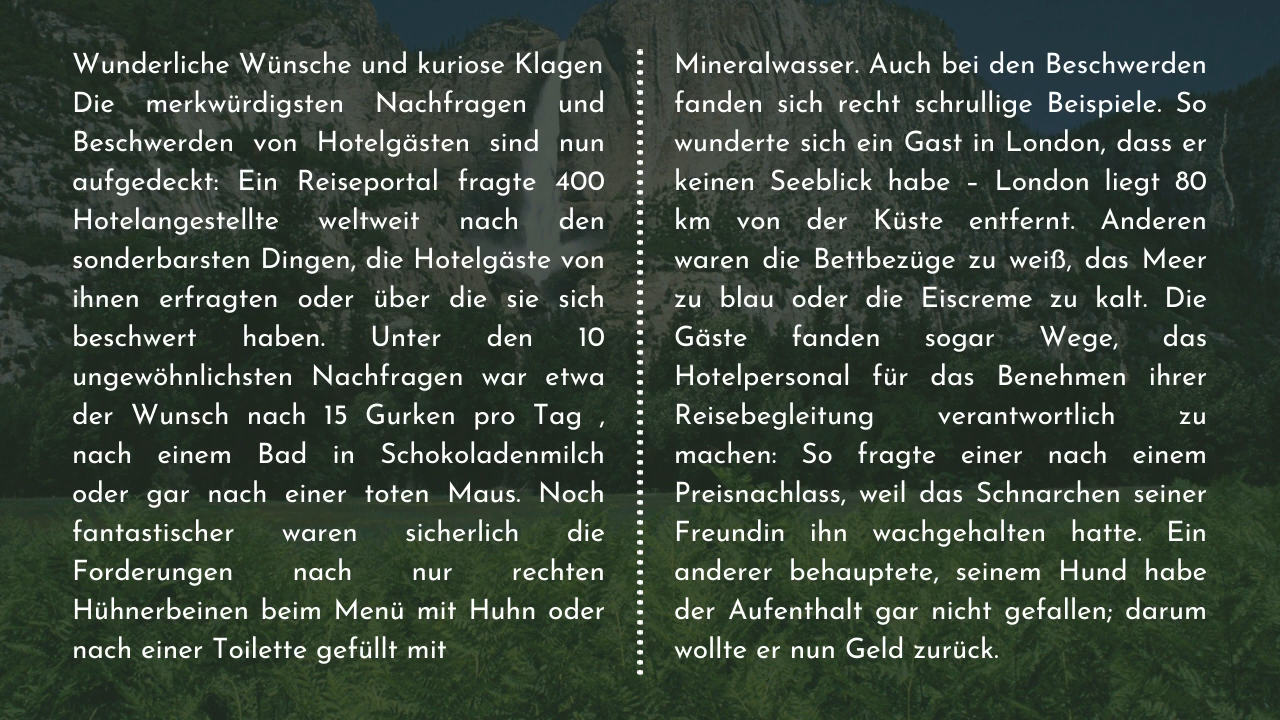 Wunderliche Wünsche und kuriose Klagen
Die merkwürdigsten Nachfragen und
Beschwerden von Hotelgästen sind nun
aufgedeckt: Ein Reiseportal fragte 400
Hotelangestellte weltweit nach den
sonderbarsten Dingen, die Hotelgäste von
ihnen erfragten oder über die sie sich
beschwert haben. Unter den 10
ungewöhnlichsten Nachfragen war etwa
der Wunsch nach 15 Gurken pro Tag ,
nach einem Bad in Schokoladenmilch
oder gar nach einer toten Maus. Noch
fantastischer waren sicherlich die
Forderungen nach nur rechten
Hühnerbeinen beim Menü mit Huhn oder
nach einer Toilette gefüllt mit
Mineralwasser. Auch bei den Beschwerden
fanden sich recht schrullige Beispiele. So
wunderte sich ein Gast in London, dass er
keinen Seeblick habe – London liegt 80
km von der Küste entfernt. Anderen
waren die Bettbezüge zu weiß, das Meer
zu blau oder die Eiscreme zu kalt. Die
Gäste fanden sogar Wege, das
Hotelpersonal für das Benehmen ihrer
Reisebegleitung verantwortlich zu
machen: So fragte einer nach einem
Preisnachlass, weil das Schnarchen seiner
Freundin ihn wachgehalten hatte. Ein
anderer behauptete, seinem Hund habe
der Aufenthalt gar nicht gefallen; darum
wollte er nun Geld zurück.